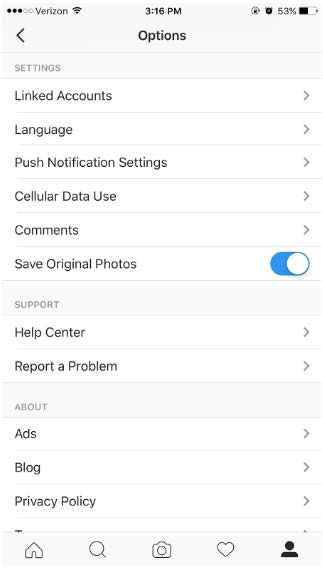 Verizon 3:16 PM 53%
Options
SETTINGS
Linked Accounts
Language
Push Notification Settings
Cellular Data Use
Comments
Save Original Photos
SUPPORT
Help Center
Report a Problem
ABOUT
Ads
Blog
Privacy Policy